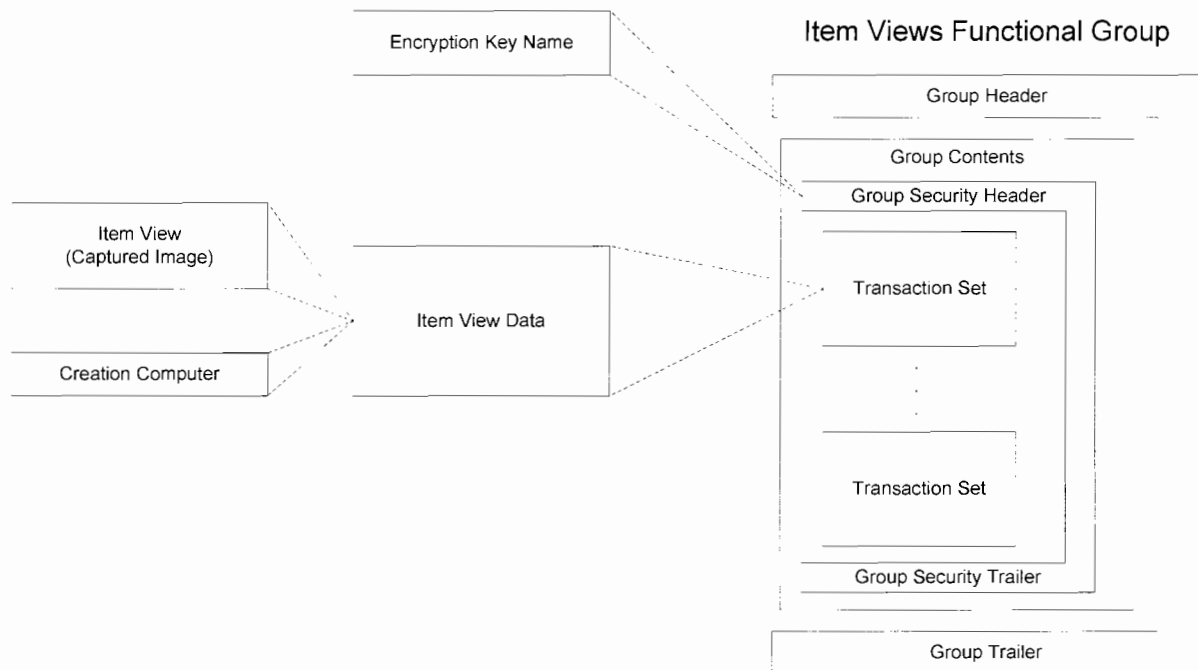 Item Views Functional Group
Encryption Key Name
Group Header
Group Contents
Group Security Header
Item View
(Captured Image)
Transaction Set
Item View Data
Creation Computer
Transaction Set
Group Security Trailer
Group Trailer